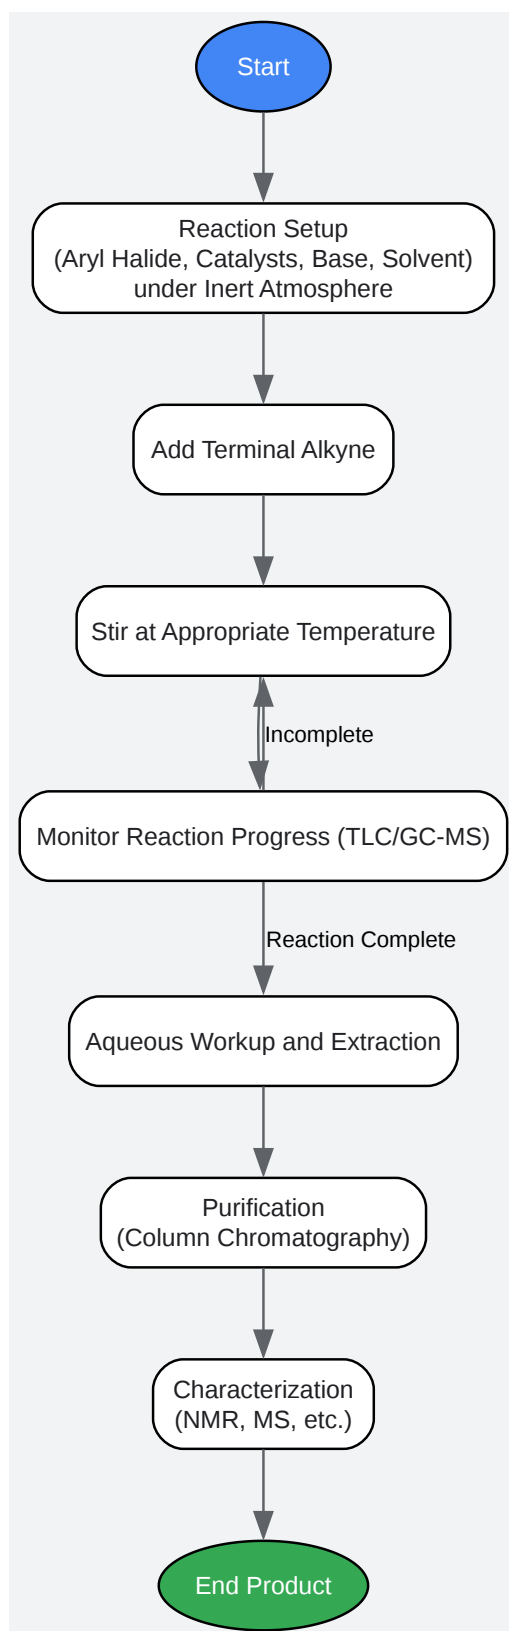 Start
Reaction Setup
(Aryl Halide, Catalysts, Base, Solvent)
under Inert Atmosphere
Add Terminal Alkyne
Stir at Appropriate Temperature
Incomplete
Monitor Reaction Progress (TLC/GC-MS)
Reaction Complete
Aqueous Workup and Extraction
Purification
(Column Chromatography)
Characterization
(NMR, MS, etc.)
End Product